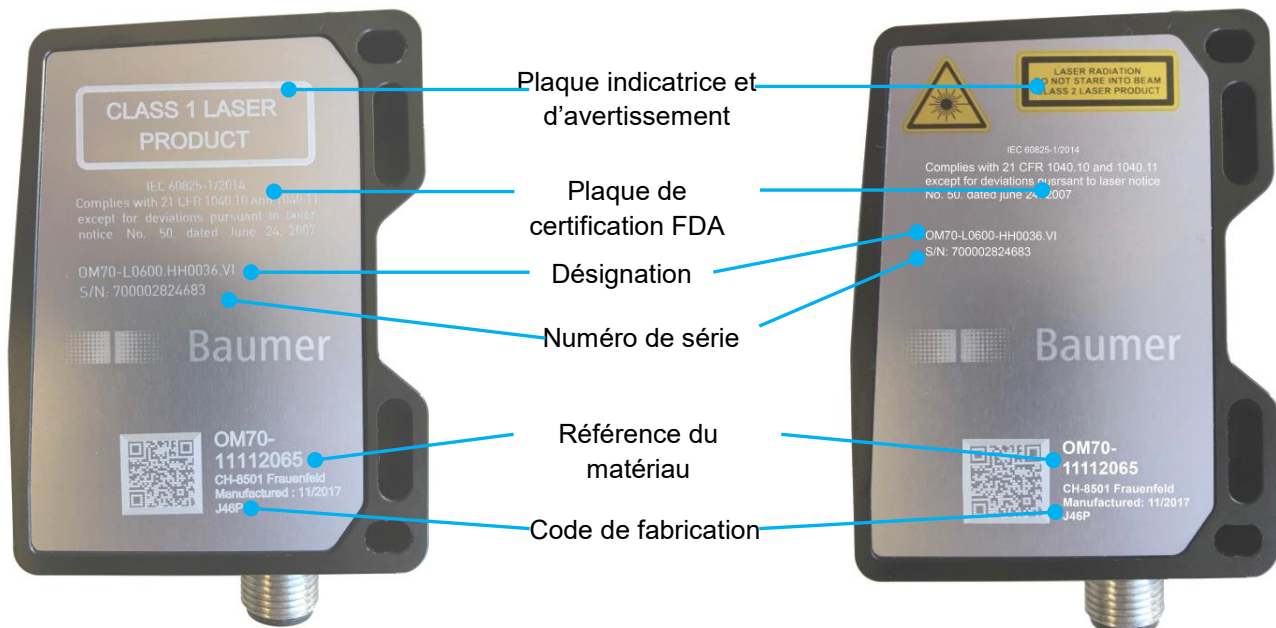 CLASS 1 LASER
PRODUCT
IEC 60825-1/2014
Complies with 21 CFR 1040.10 and 1040.11
except for deviations pursuant to laser
notice No. 50, dated June 24, 2007
OM70-L0600.HH0036.VI
S/N: 700002824683
Baumer
OM70-
11112065
CH-8501 Frauenfeld
Manufactured : 11/2017
J46P
Plaque indicatrice et
d'avertissement
Plaque de
certification FDA
Désignation
Numéro de série
Référence du
matériau
Code de fabrication
LASER RADIATION
DO NOT STARE INTO BEAM
CLASS 2 LASER PRODUCT
IEC 60825-1/2014
Complies with 21 CFR 1040.10 and 1040.11
except for deviations pusrsant to laser notice
No. 50. dated june 24, 2007
OM70-L0600-HH0036.VI
S/N: 700002824683
Baumer
OM70-
11112065
CH-8501 Frauenfeld
Manufactured: 11/2017
J46P